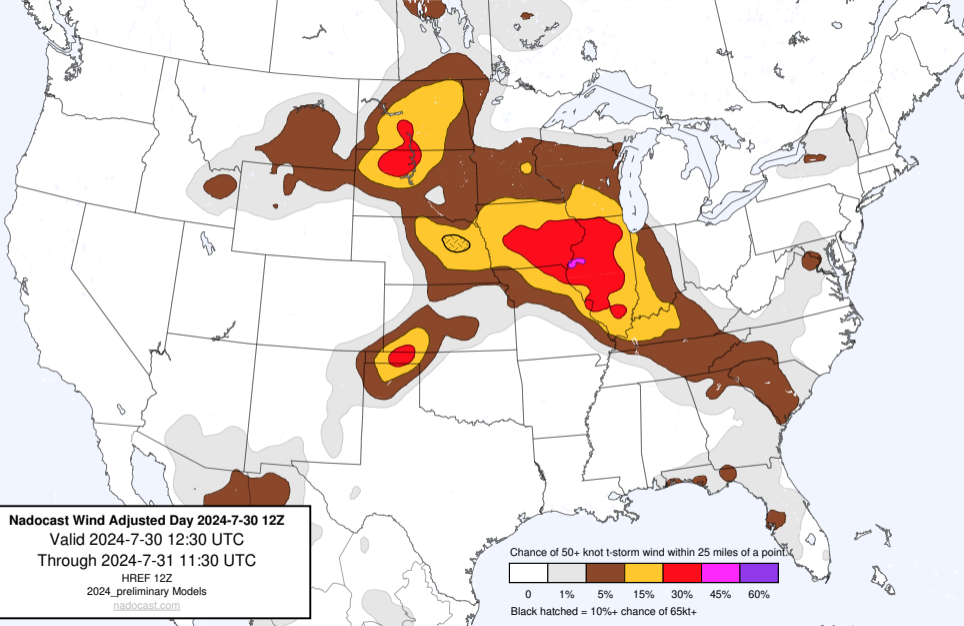 Nadocast Wind Adjusted Day 2024-7-30 12Z
Valid 2024-7-30 12:30 UTC
Through 2024-7-31 11:30 UTC
HREF 12Z
2024_preliminary Models
nadocast.com
Chance of 50+ knot t-storm wind within 25 miles of a point.
0 1% 5% 15% 30% 45% 60%
Black hatched = 10%+ chance of 65kt+